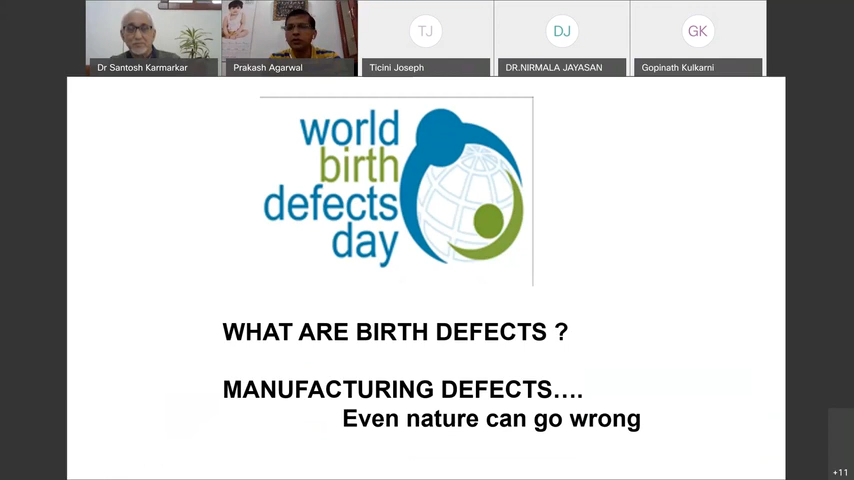 TJ
DJ
GK
Dr Santosh Karmarkar
Prakash Agarwal
Ticini Joseph
DR.NIRMALA JAYASAN
Gopinath Kulkarni
world
birth
defects
day
WHAT ARE BIRTH DEFECTS ?
MANUFACTURING DEFECTS….
Even nature can go wrong
+11